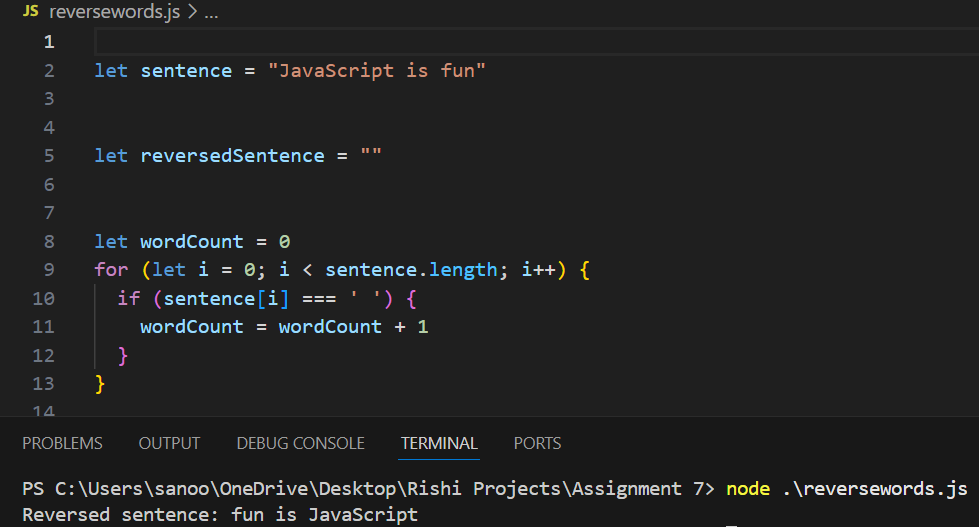 JS reversewords.js > ...
1
2 let sentence = "JavaScript is fun"
3
4
5 let reversedSentence = ""
6
7
8 let wordCount = 0
9 for (let i = 0; i < sentence.length; i++) {
10 if (sentence[i] === ' ') {
11 wordCount = wordCount + 1
12 }
13 }
14
PROBLEMS OUTPUT DEBUG CONSOLE TERMINAL PORTS
PS C:\Users\sanoo\OneDrive\Desktop\Rishi Projects\Assignment 7> node .\reversewords.js
Reversed sentence: fun is JavaScript